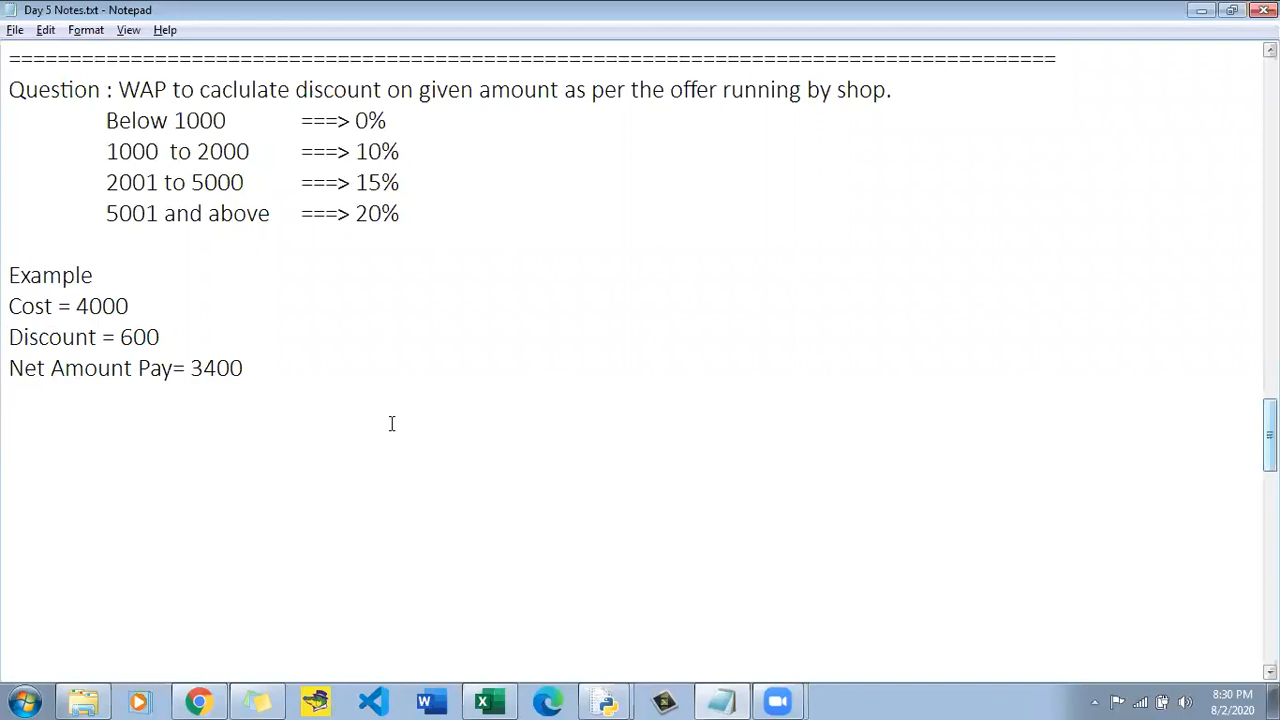 Day 5 Notes.txt - Notepad
File Edit Format View Help
======================================================================================
Question : WAP to caclulate discount on given amount as per the offer running by shop.
Below 1000 ===> 0%
1000 to 2000 ===> 10%
2001 to 5000 ===> 15%
5001 and above ===> 20%
Example
Cost = 4000
Discount = 600
Net Amount Pay= 3400
8:30 PM
8/2/2020